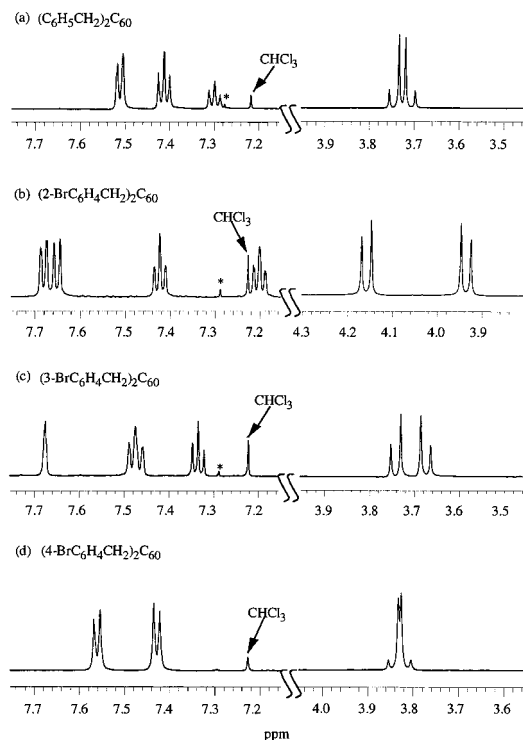 (a) (C6H5CH2)2C60
CHCl3
*
7.7 7.6 7.5 7.4 7.3 7.2 3.9 3.8 3.7 3.6 3.5
(b) (2-BrC6H4CH2)2C60
CHCl3
*
7.7 7.6 7.5 7.4 7.3 7.2 4.3 4.2 4.1 4.0 3.9
(c) (3-BrC6H4CH2)2C60
CHCl3
*
7.7 7.6 7.5 7.4 7.3 7.2 3.9 3.8 3.7 3.6 3.5
(d) (4-BrC6H4CH2)2C60
CHCl3
7.7 7.6 7.5 7.4 7.3 7.2 4.0 3.9 3.8 3.7 3.6
ppm